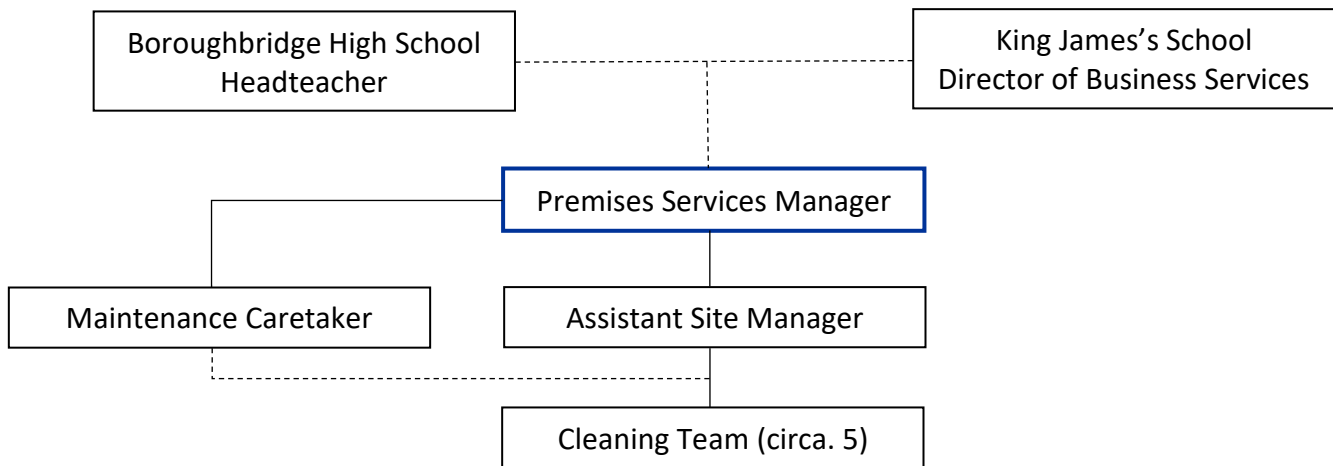 Boroughbridge High School
Headteacher
King James’s School
Director of Business Services
Premises Services Manager
Maintenance Caretaker
Assistant Site Manager
Cleaning Team (circa. 5)